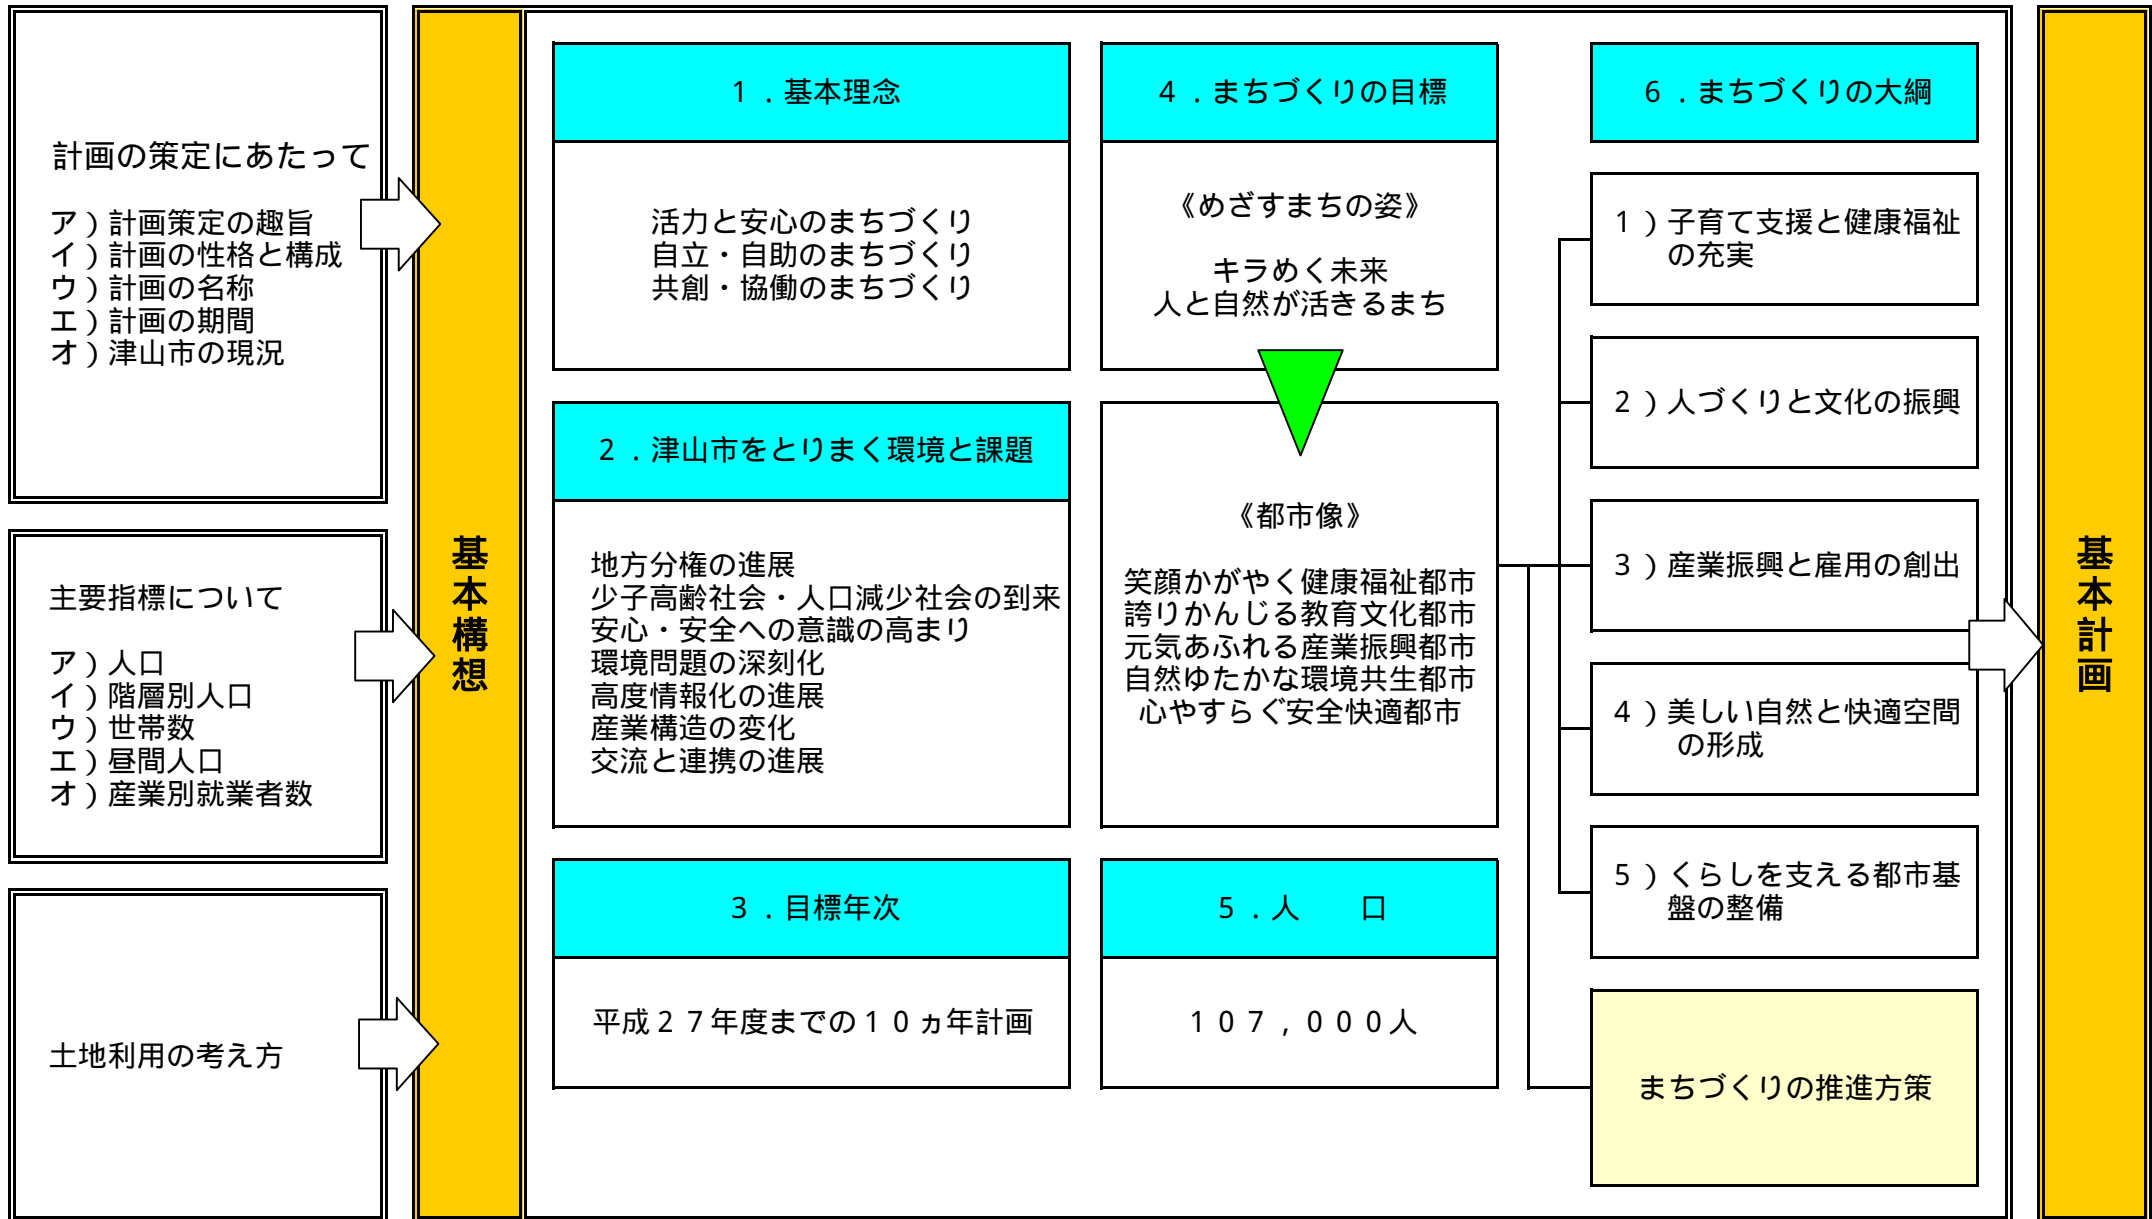 計画の策定にあたって
ア）計画策定の趣旨
イ）計画の性格と構成
ウ）計画の名称
エ）計画の期間
オ）津山市の現況
主要指標について
ア）人口
イ）階層別人口
ウ）世帯数
エ）昼間人口
オ）産業別就業者数
土地利用の考え方
基本構想
１．基本理念
活力と安心のまちづくり
自立・自助のまちづくり
共創・協働のまちづくり
２．津山市をとりまく環境と課題
地方分権の進展
少子高齢社会・人口減少社会の到来
安心・安全への意識の高まり
環境問題の深刻化
高度情報化の進展
産業構造の変化
交流と連携の進展
３．目標年次
平成２７年度までの１０ヵ年計画
４．まちづくりの目標
《めざすまちの姿》
キラめく未来
人と自然が活きるまち
《都市像》
笑顔かがやく健康福祉都市
誇りかんじる教育文化都市
元気あふれる産業振興都市
自然ゆたかな環境共生都市
心やすらぐ安全快適都市
５．人　　口
１０７，０００人
６．まちづくりの大綱
１）子育て支援と健康福祉
の充実
２）人づくりと文化の振興
３）産業振興と雇用の創出
４）美しい自然と快適空間
の形成
５）くらしを支える都市基
盤の整備
まちづくりの推進方策
基本計画